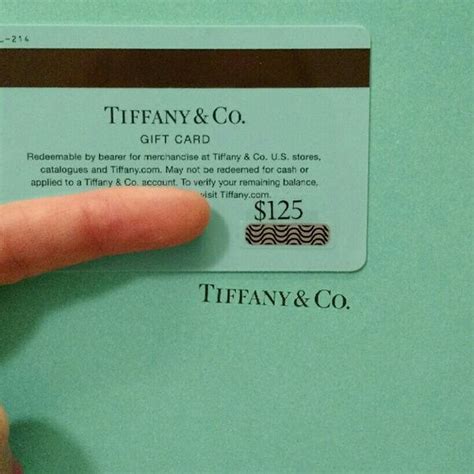 TIFFANY & CO.
GIFT CARD
Redeemable by bearer for merchandise at Tiffany & Co. U.S. stores,
catalogues and Tiffany.com. May not be redeemed for cash or
applied to a Tiffany & Co. account. To verify your remaining balance,
visit Tiffany.com.
$125
TIFFANY & CO.